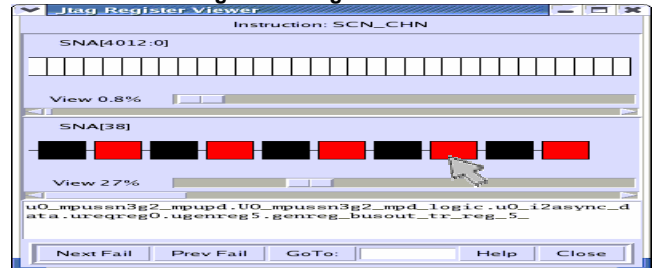 Jtag Register Viewer
Instruction: SCN_CHN
SNA[4012:0]
View 0.8%
SNA[38]
View 27%
u0_mpussn3g2_mpupd.U0_mpussn3g2_mpd_logic.u0_i2async_d
ata.ureqreg0.ugenreg5.genreg_busout_tr_reg_5_
Next Fail Prev Fail GoTo: Help Close